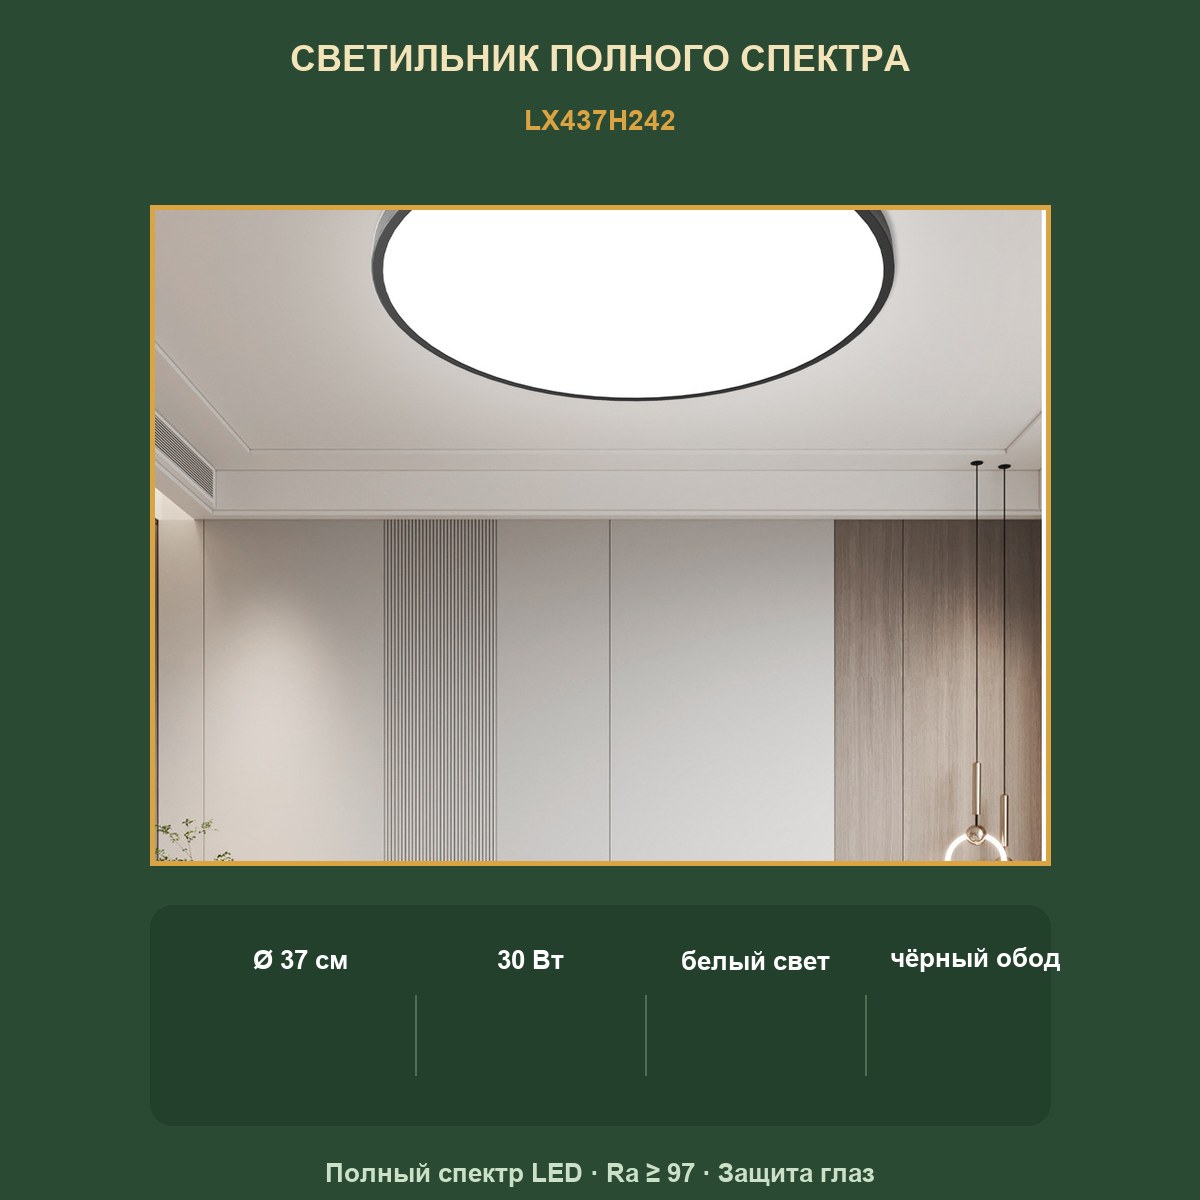 СВЕТИЛЬНИК ПОЛНОГО СПЕКТРА
LX437H242
Ø 37 см
30 Вт
белый свет
чёрный обод
Полный спектр LED · Ra ≥ 97 · Защита глаз